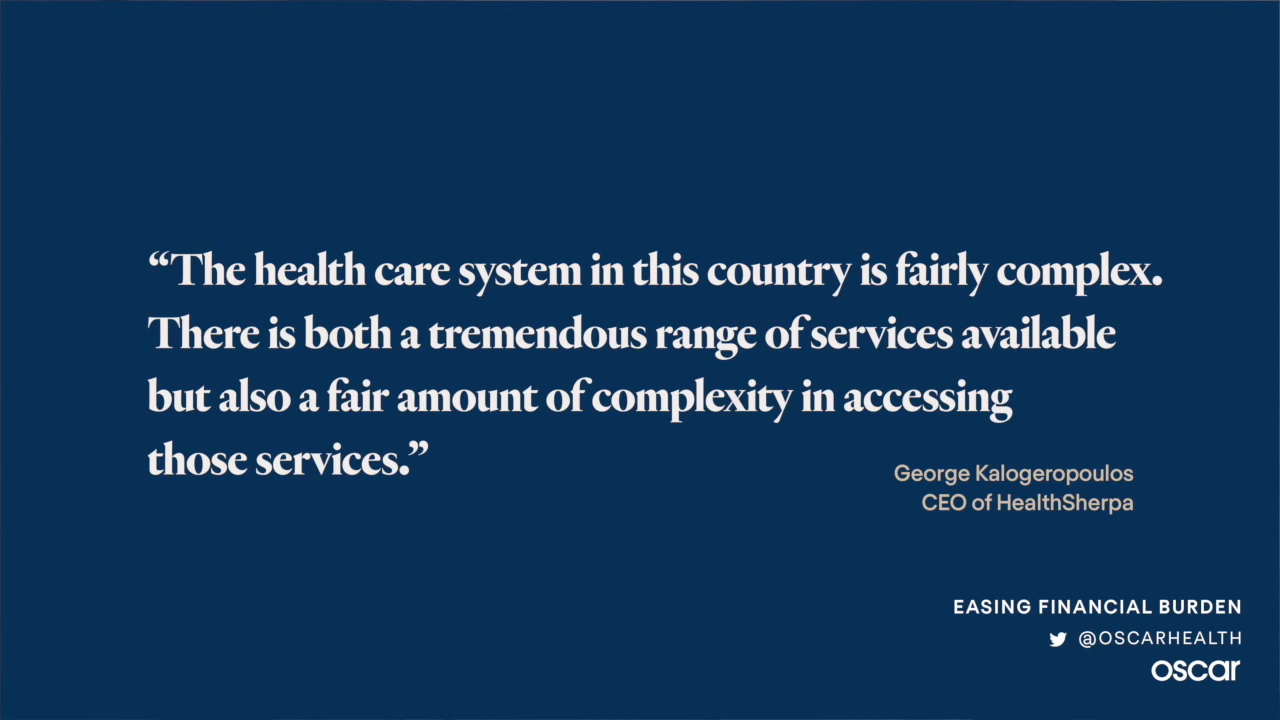 “The health care system in this country is fairly complex.
There is both a tremendous range of services available
but also a fair amount of complexity in accessing
those services.”
George Kalogeropoulos
CEO of HealthSherpa
EASING FINANCIAL BURDEN
@OSCARHEALTH
oscar